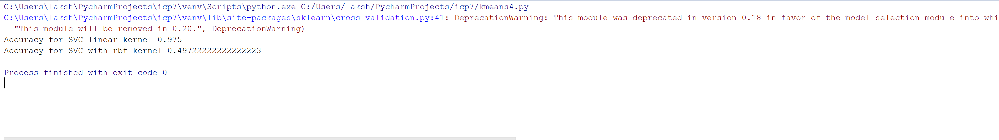 C:\Users\laksh\PycharmProjects\icp7\venv\Scripts\python.exe C:/Users/laksh/PycharmProjects/icp7/kmeans4.py
C:\Users\laksh\PycharmProjects\icp7\venv\lib\site-packages\sklearn\cross_validation.py:41: DeprecationWarning: This module was deprecated in version 0.18 in favor of the model_selection module into whi
"This module will be removed in 0.20.", DeprecationWarning)
Accuracy for SVC linear kernel 0.975
Accuracy for SVC with rbf kernel 0.49722222222222223
Process finished with exit code 0